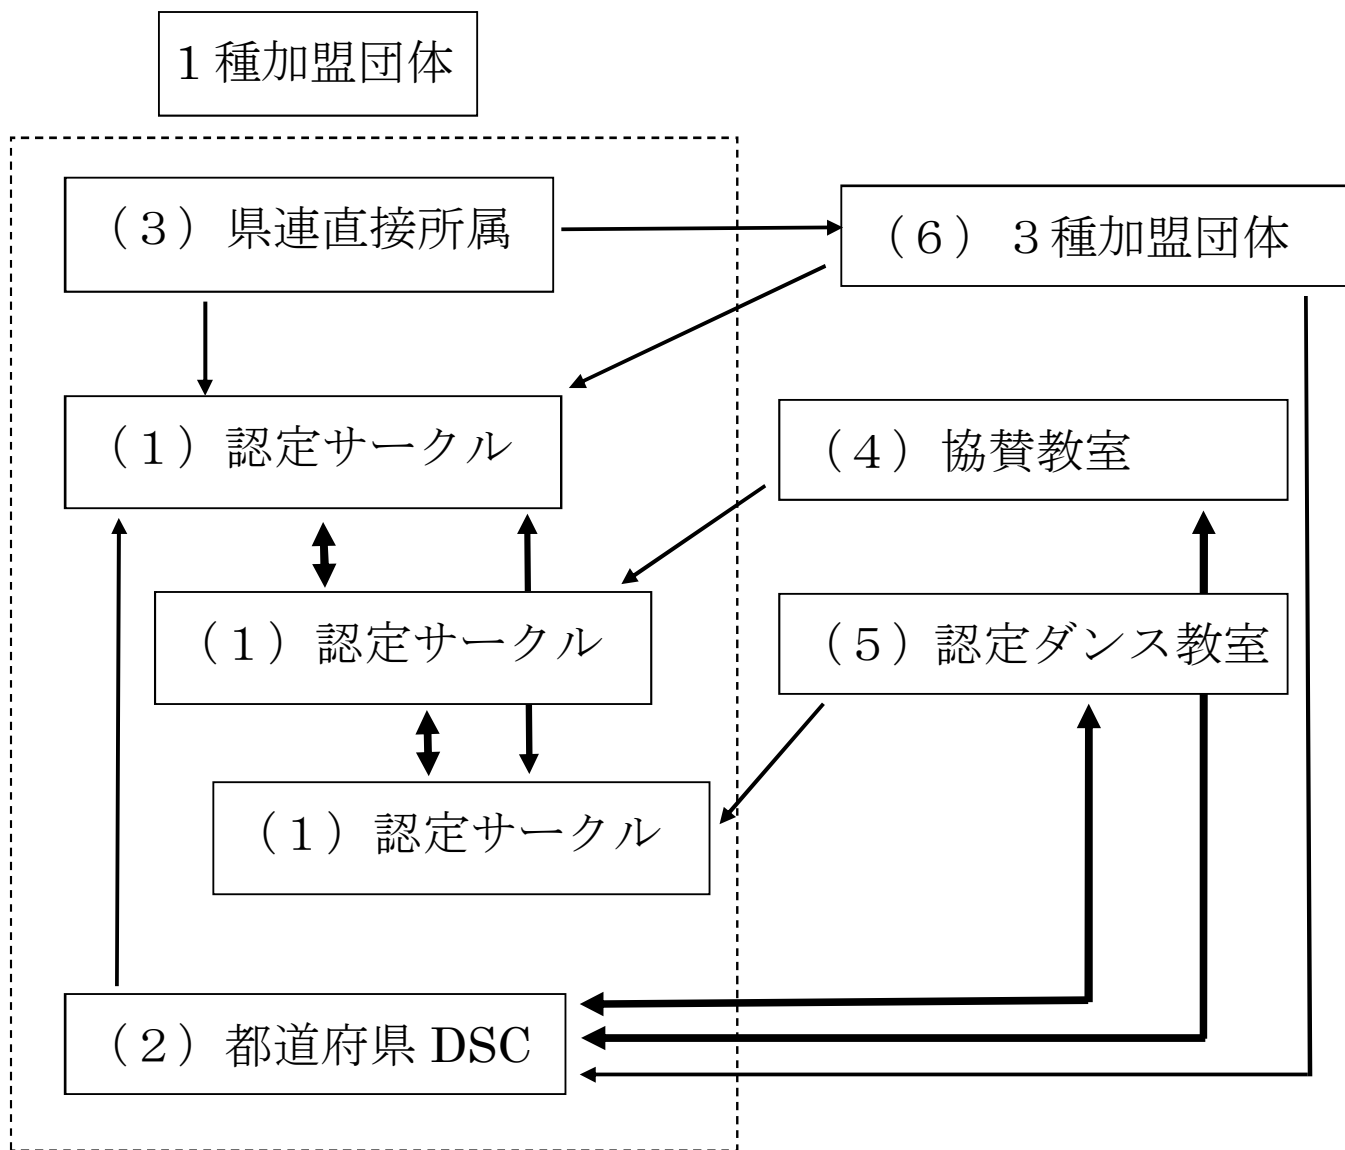 １種加盟団体
（３）県連直接所属
（６）３種加盟団体
（１）認定サークル
（４）協賛教室
（１）認定サークル
（５）認定ダンス教室
（１）認定サークル
（２）都道府県 DSC